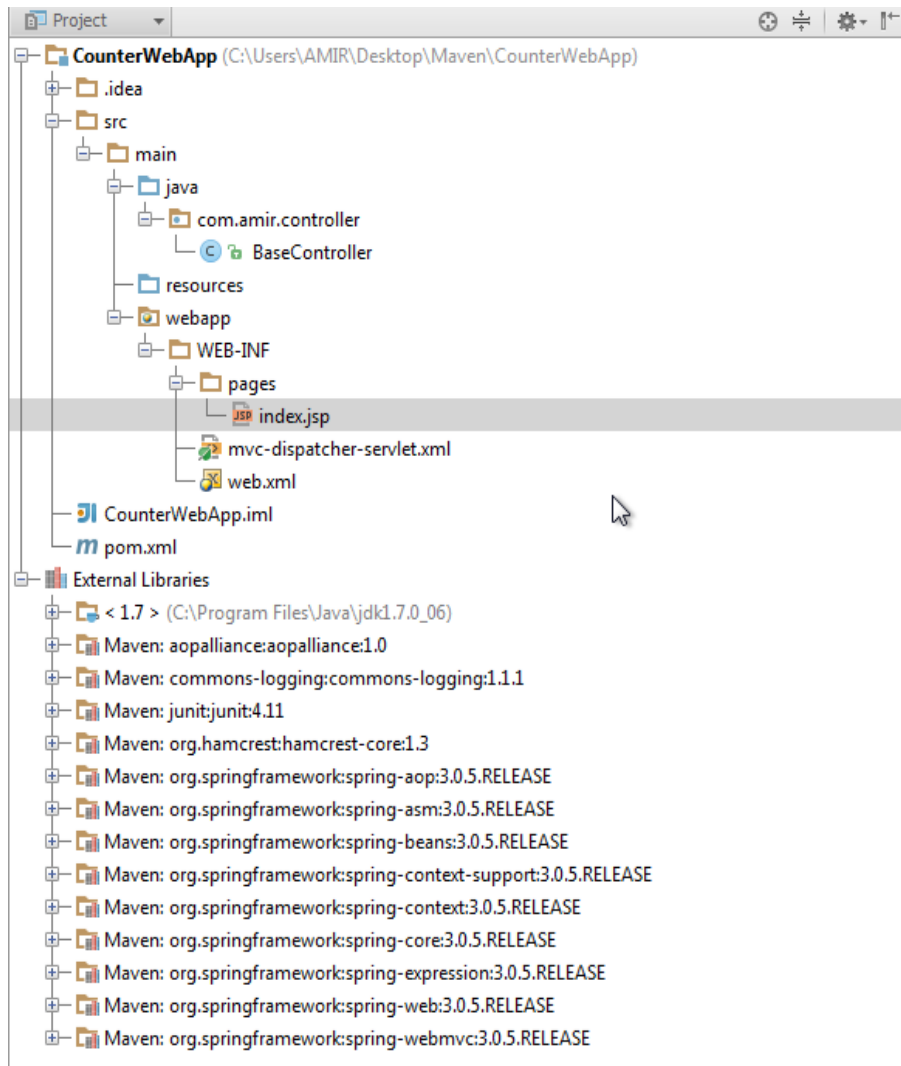 Project
CounterWebApp (C:\Users\AMIR\Desktop\Maven\CounterWebApp)
.idea
src
main
java
com.amir.controller
C BaseController
resources
webapp
WEB-INF
pages
JSP index.jsp
mvc-dispatcher-servlet.xml
web.xml
CounterWebApp.iml
m pom.xml
External Libraries
< 1.7 > (C:\Program Files\Java\jdk1.7.0_06)
Maven: aopalliance:aopalliance:1.0
Maven: commons-logging:commons-logging:1.1.1
Maven: junit:junit:4.11
Maven: org.hamcrest:hamcrest-core:1.3
Maven: org.springframework:spring-aop:3.0.5.RELEASE
Maven: org.springframework:spring-asm:3.0.5.RELEASE
Maven: org.springframework:spring-beans:3.0.5.RELEASE
Maven: org.springframework:spring-context-support:3.0.5.RELEASE
Maven: org.springframework:spring-context:3.0.5.RELEASE
Maven: org.springframework:spring-core:3.0.5.RELEASE
Maven: org.springframework:spring-expression:3.0.5.RELEASE
Maven: org.springframework:spring-web:3.0.5.RELEASE
Maven: org.springframework:spring-webmvc:3.0.5.RELEASE